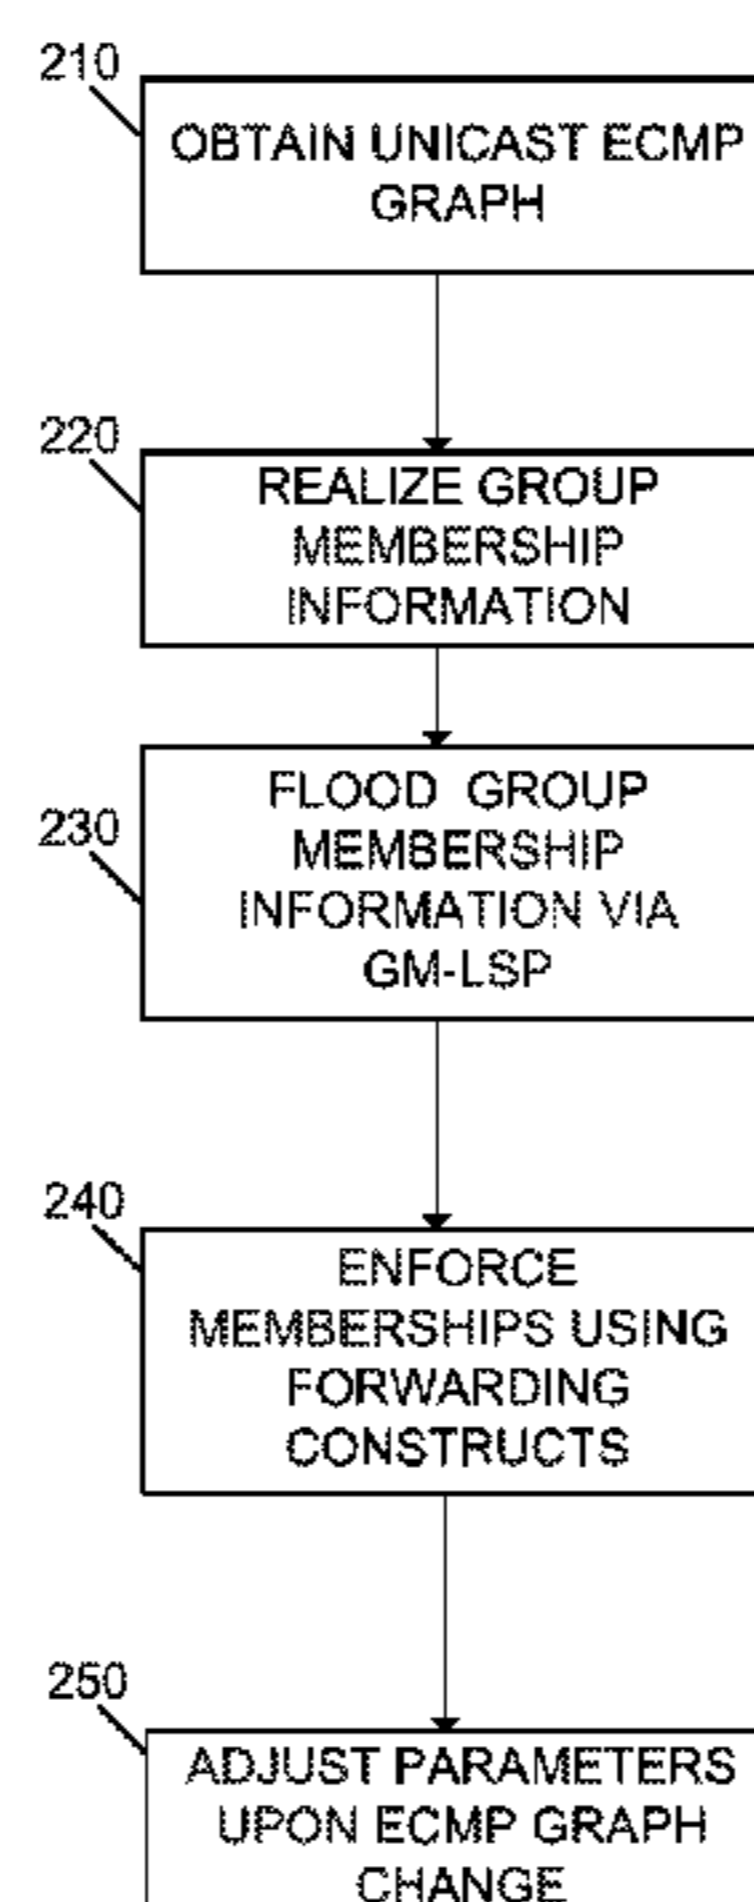 210
OBTAIN UNICAST ECMP
GRAPH
220
REALIZE GROUP
MEMBERSHIP
INFORMATION
230
FLOOD GROUP
MEMBERSHIP
INFORMATION VIA
GM-LSP
240
ENFORCE
MEMBERSHIPS USING
FORWARDING
CONSTRUCTS
250
ADJUST PARAMETERS
UPON ECMP GRAPH
CHANGE